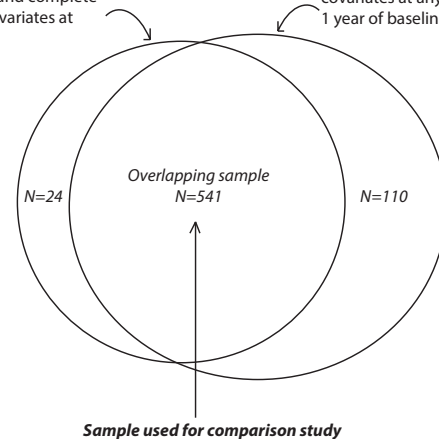 and complete
variates at
covariates at any
1 year of baselin
Overlapping sample
N=24
N=541
N=110
Sample used for comparison study